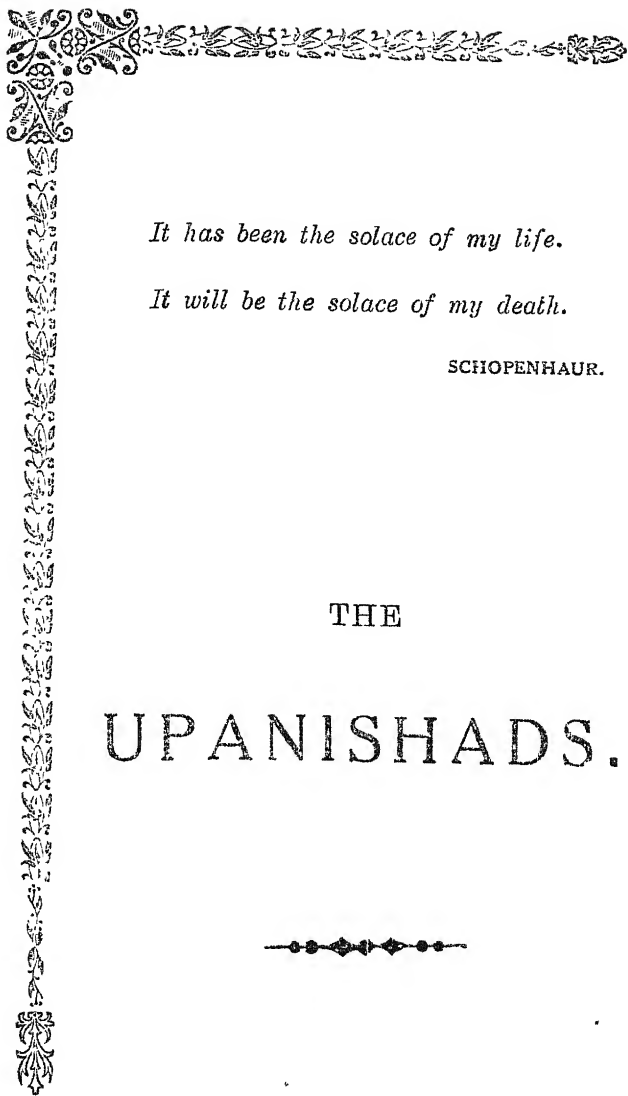 It has been the solace of my life.
It will be the solace of my death.
SCHOPENHAUR.
THE
UPANISHADS.